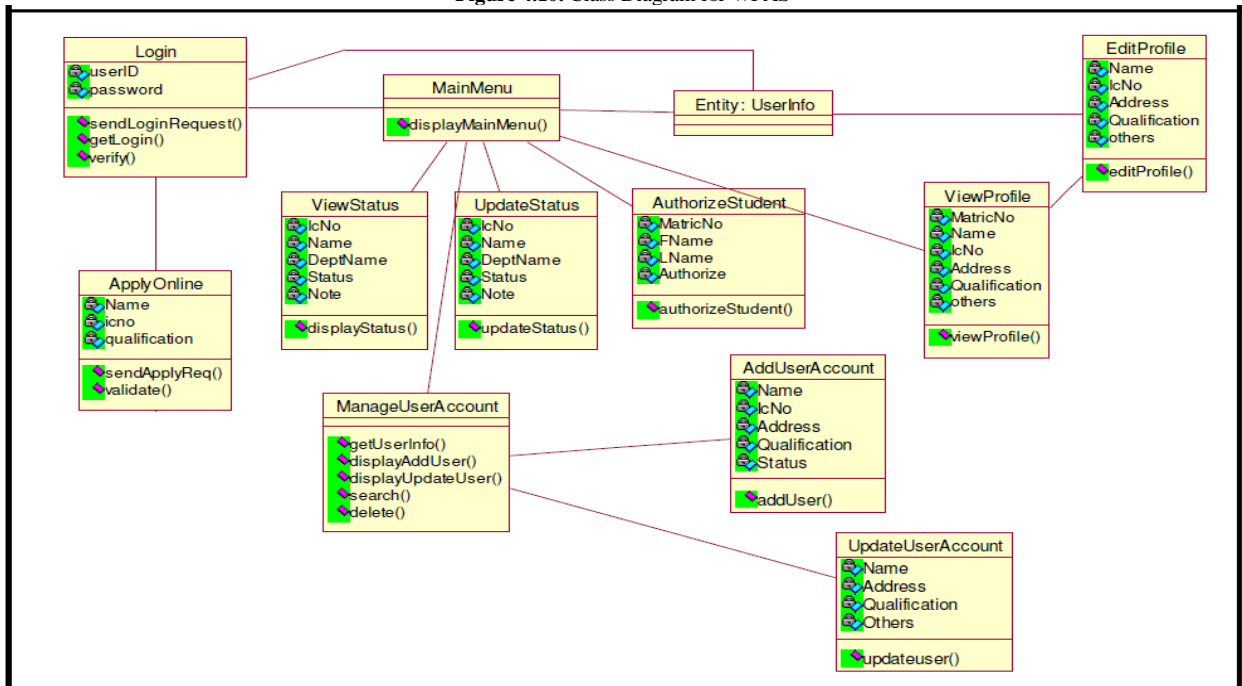 Login
userID
password
sendLoginRequest()
getLogin()
verify()
MainMenu
displayMainMenu()
Entity: UserInfo
EditProfile
Name
IcNo
Address
Qualification
others
editProfile()
ViewStatus
IcNo
Name
DeptName
Status
Note
displayStatus()
UpdateStatus
IcNo
Name
DeptName
Status
Note
updateStatus()
AuthorizeStudent
MatricNo
FName
LName
Authorize
authorizeStudent()
ViewProfile
MatricNo
Name
IcNo
Address
Qualification
others
viewProfile()
ApplyOnline
Name
icno
qualification
sendApplyReq()
validate()
ManageUserAccount
getUserInfo()
displayAddUser()
displayUpdateUser()
search()
delete()
AddUserAccount
Name
IcNo
Address
Qualification
Status
addUser()
UpdateUserAccount
Name
Address
Qualification
Others
updateuser()